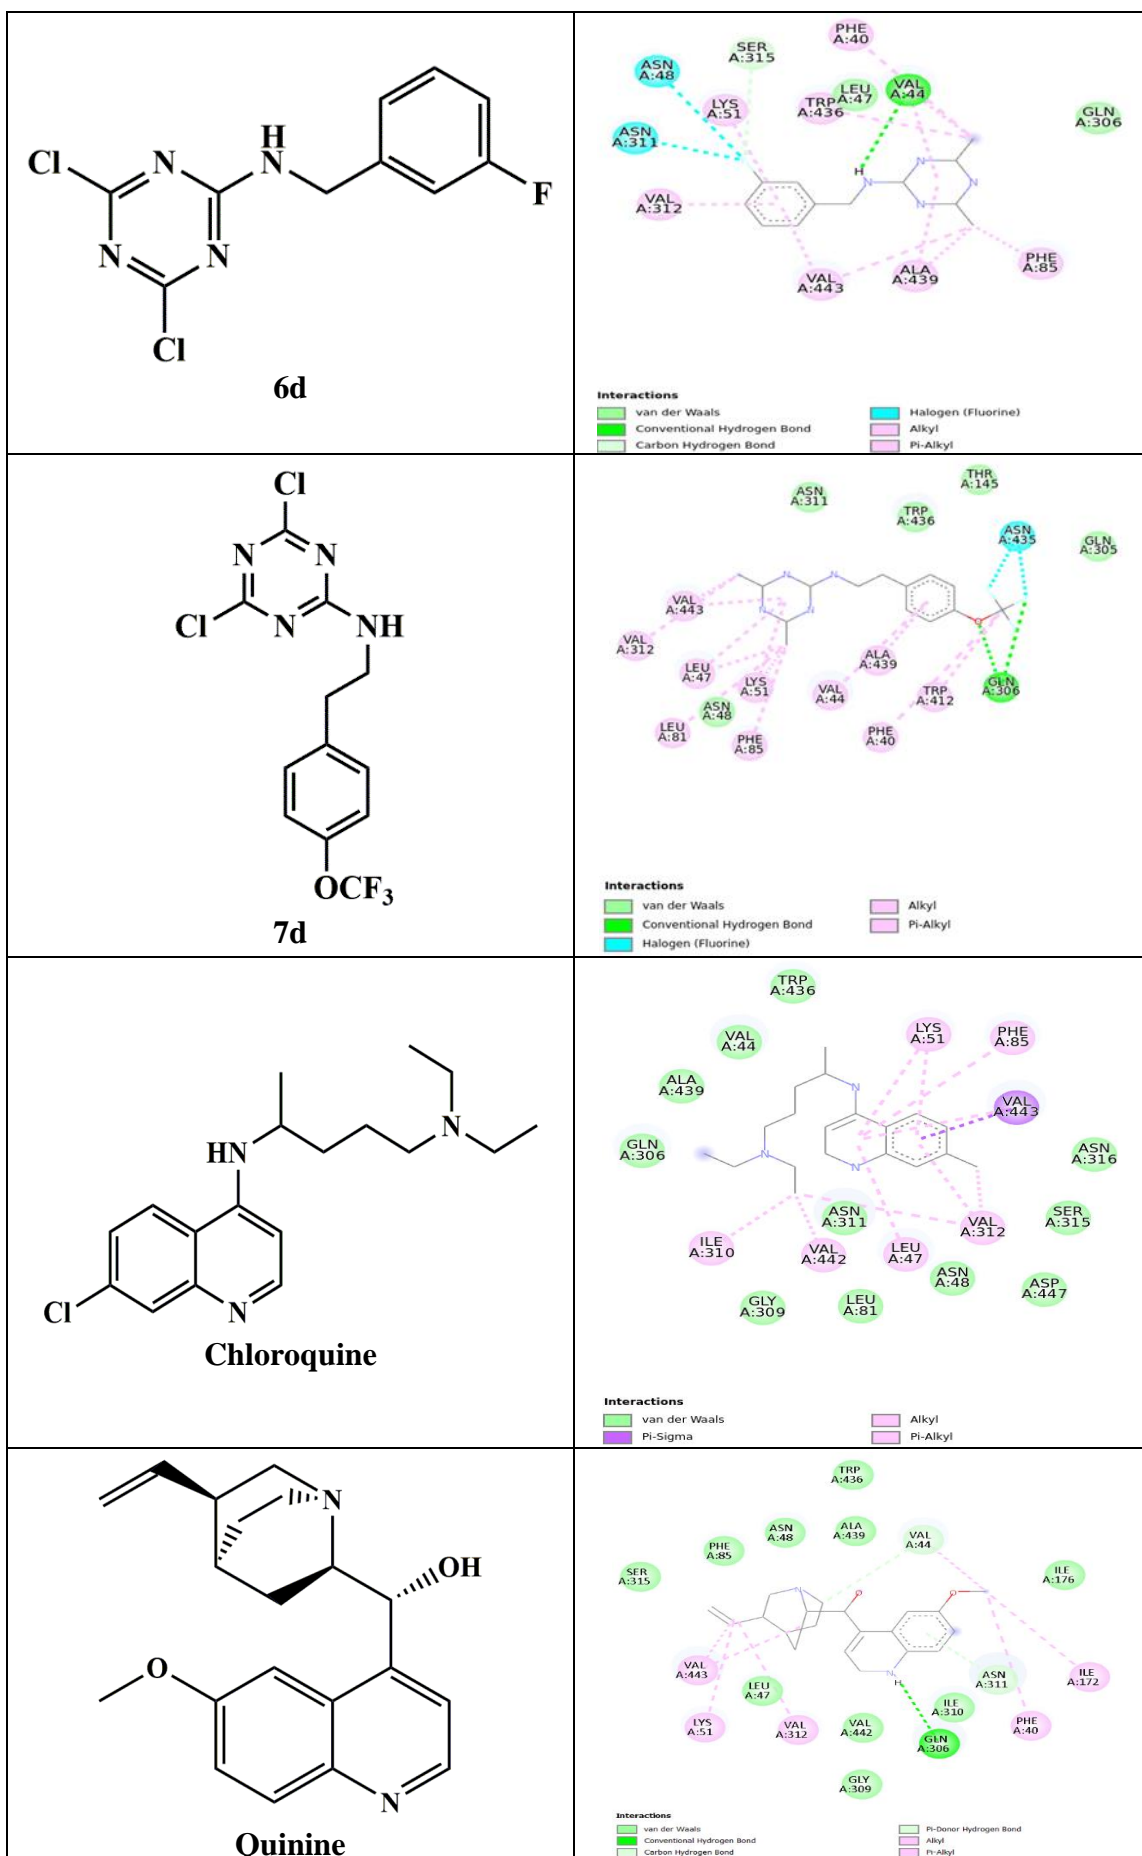 Cl
N
H
N
N
N
Cl
F
6d
PHE
A:40
SER
A:315
ASN
A:48
LYS
A:51
TRP
A:436
LEU
A:47
VAL
A:44
GLN
A:306
ASN
A:311
VAL
A:312
H
N
N
N
N
VAL
A:443
ALA
A:439
PHE
A:85
Interactions
van der Waals
Conventional Hydrogen Bond
Carbon Hydrogen Bond
Halogen (Fluorine)
Alkyl
Pi-Alkyl
Cl
N
N
Cl
N
NH
OCF3
7d
ASN
A:311
TRP
A:436
THR
A:145
ASN
A:435
GLN
A:305
VAL
A:443
VAL
A:312
LEU
A:47
LYS
A:51
ASN
A:48
LEU
A:81
PHE
A:85
VAL
A:44
ALA
A:439
PHE
A:40
TRP
A:412
GLN
A:306
N
N
N
N
O
Interactions
van der Waals
Conventional Hydrogen Bond
Halogen (Fluorine)
Alkyl
Pi-Alkyl
HN
N
Cl
N
Chloroquine
TRP
A:436
VAL
A:44
ALA
A:439
GLN
A:306
LYS
A:51
PHE
A:85
VAL
A:443
ASN
A:316
SER
A:315
ASN
A:311
VAL
A:312
ILE
A:310
VAL
A:442
LEU
A:47
ASN
A:48
ASP
A:447
GLY
A:309
LEU
A:81
N
N
N
Interactions
van der Waals
Pi-Sigma
Alkyl
Pi-Alkyl
N
OH
O
N
Quinine
TRP
A:436
ASN
A:48
ALA
A:439
VAL
A:44
PHE
A:85
SER
A:315
ILE
A:176
N
O
O
N
H
VAL
A:443
LEU
A:47
LYS
A:51
VAL
A:312
VAL
A:442
ILE
A:310
ASN
A:311
ILE
A:172
PHE
A:40
GLN
A:306
GLY
A:309
Interactions
van der Waals
Conventional Hydrogen Bond
Carbon Hydrogen Bond
Pi-Donor Hydrogen Bond
Alkyl
Pi-Alkyl